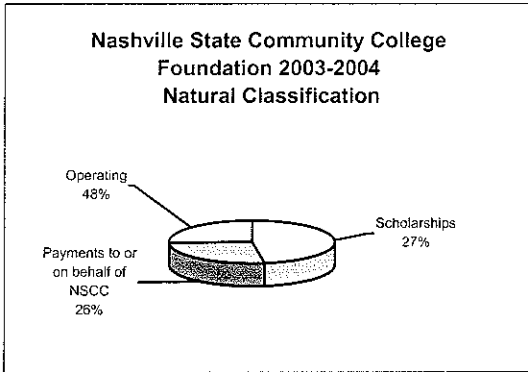 Nashville State Community College
Foundation 2003-2004
Natural Classification
Operating
48%
Scholarships
27%
Payments to or
on behalf of
NSCC
26%